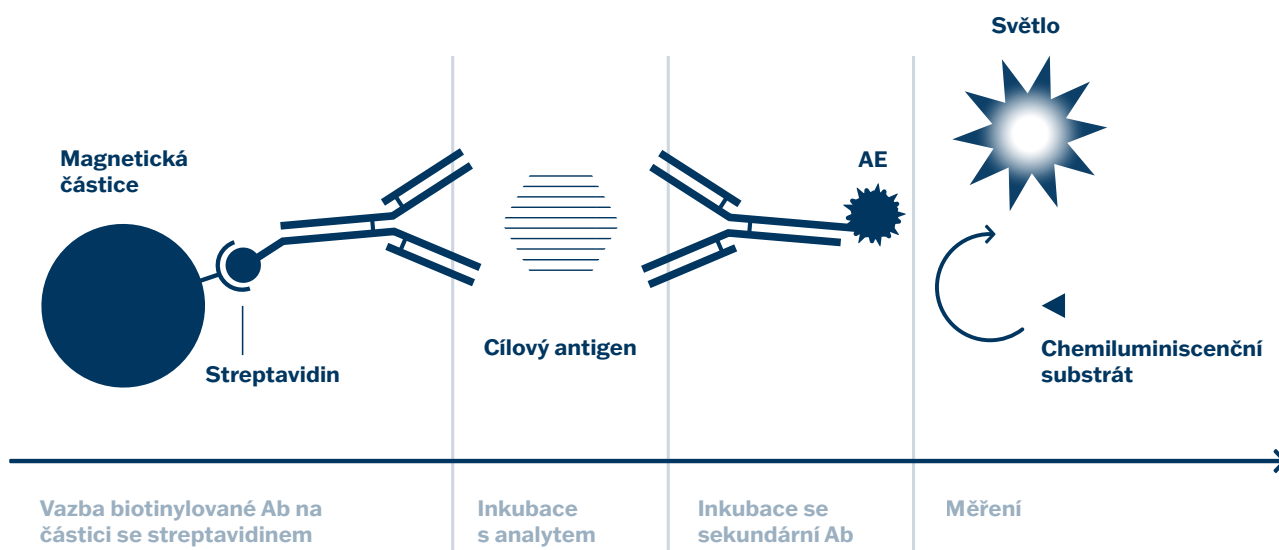 Světlo
Magnetická
částice
AE
Cílový antigen
Streptavidin
Chemiluminiscenční
substrát
Vazba biotinylované Ab na
částici se streptavidinem
Inkubace
s analytem
Inkubace se
sekundární Ab
Měření